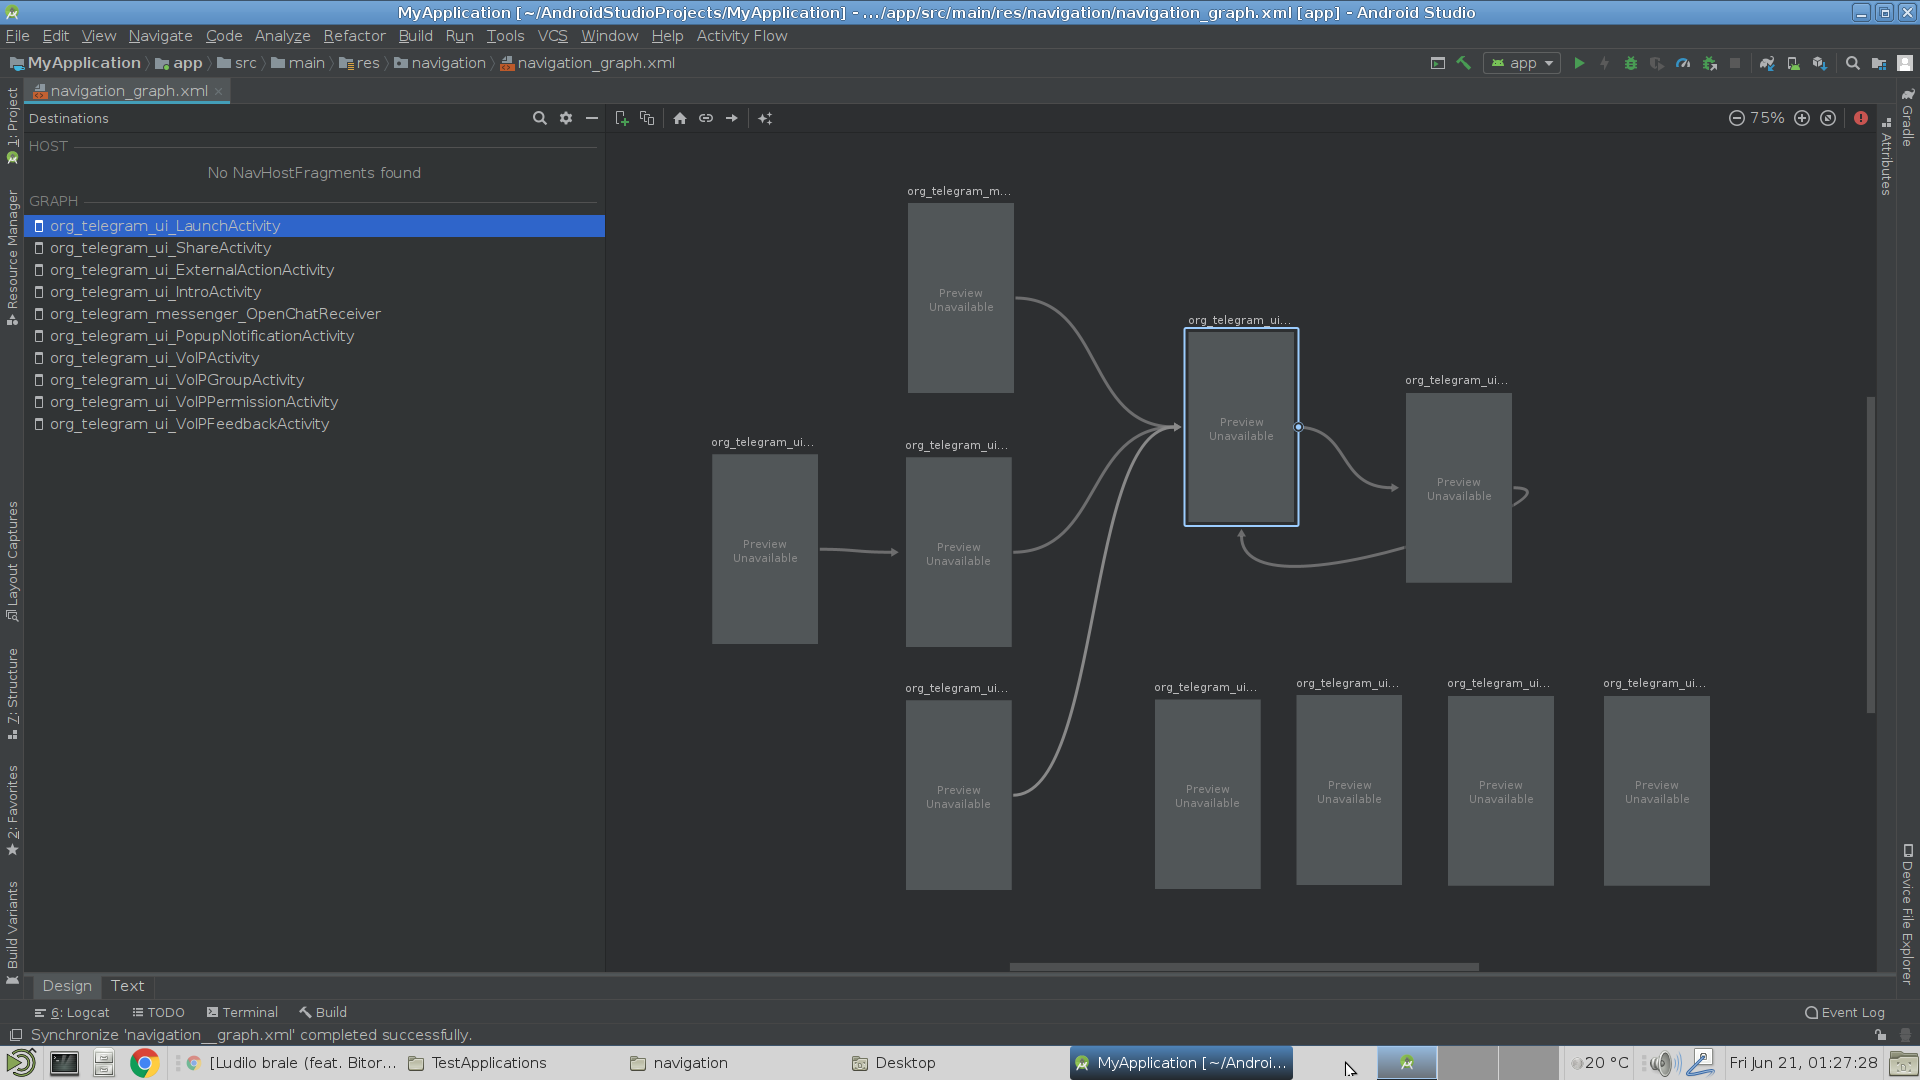 MyApplication [~/AndroidStudioProjects/MyApplication] - .../app/src/main/res/navigation/navigation_graph.xml [app] - Android Studio
File Edit View Navigate Code Analyze Refactor Build Run Tools VCS Window Help Activity Flow
MyApplication app src main res navigation navigation_graph.xml
app
navigation_graph.xml
Destinations
75%
HOST
No NavHostFragments found
GRAPH
org_telegram_ui_LaunchActivity
org_telegram_ui_ShareActivity
org_telegram_ui_ExternalActionActivity
org_telegram_ui_IntroActivity
org_telegram_messenger_OpenChatReceiver
org_telegram_ui_PopupNotificationActivity
org_telegram_ui_VoIPActivity
org_telegram_ui_VoIPGroupActivity
org_telegram_ui_VoIPPermissionActivity
org_telegram_ui_VoIPFeedbackActivity
org_telegram_m...
Preview
Unavailable
org_telegram_ui...
Preview
Unavailable
org_telegram_ui...
Preview
Unavailable
org_telegram_ui...
Preview
Unavailable
org_telegram_ui...
Preview
Unavailable
org_telegram_ui...
Preview
Unavailable
org_telegram_ui...
Preview
Unavailable
org_telegram_ui...
Preview
Unavailable
org_telegram_ui...
Preview
Unavailable
org_telegram_ui...
Preview
Unavailable
1: Project
Resource Manager
Layout Captures
7: Structure
2: Favorites
Build Variants
Gradle
Attributes
Device File Explorer
Design Text
6: Logcat TODO Terminal Build
Event Log
Synchronize 'navigation__graph.xml' completed successfully.
[Ludilo brale (feat. Bitor... TestApplications navigation Desktop MyApplication [~/Androi... 20 °C Fri Jun 21, 01:27:28